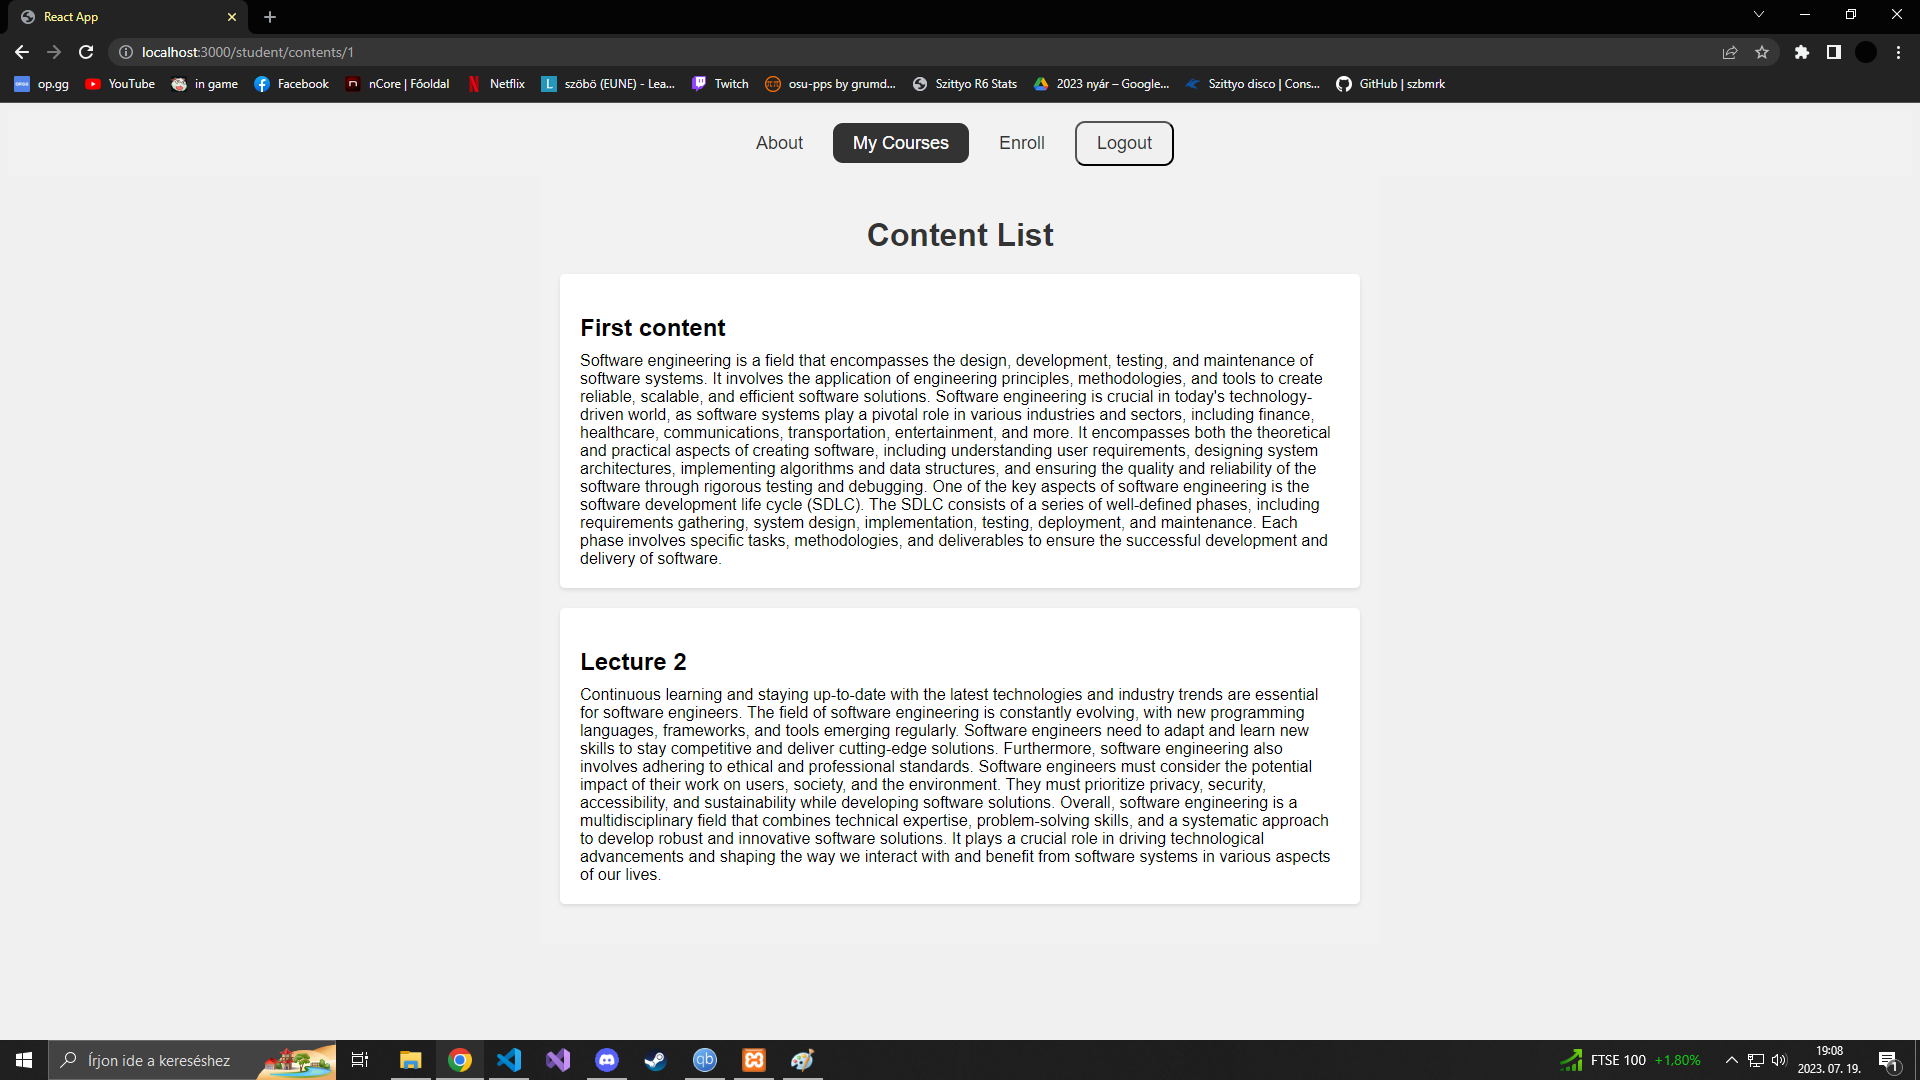 React App
localhost:3000/student/contents/1
op.gg YouTube in game Facebook nCore | Főoldal Netflix szöbö (EUNE) - Lea... Twitch osu-pps by grumd... Szittyo R6 Stats 2023 nyár – Google... Szittyo disco | Cons... GitHub | szbmrk
About My Courses Enroll Logout
Content List
First content
Software engineering is a field that encompasses the design, development, testing, and maintenance of
software systems. It involves the application of engineering principles, methodologies, and tools to create
reliable, scalable, and efficient software solutions. Software engineering is crucial in today's technology-
driven world, as software systems play a pivotal role in various industries and sectors, including finance,
healthcare, communications, transportation, entertainment, and more. It encompasses both the theoretical
and practical aspects of creating software, including understanding user requirements, designing system
architectures, implementing algorithms and data structures, and ensuring the quality and reliability of the
software through rigorous testing and debugging. One of the key aspects of software engineering is the
software development life cycle (SDLC). The SDLC consists of a series of well-defined phases, including
requirements gathering, system design, implementation, testing, deployment, and maintenance. Each
phase involves specific tasks, methodologies, and deliverables to ensure the successful development and
delivery of software.
Lecture 2
Continuous learning and staying up-to-date with the latest technologies and industry trends are essential
for software engineers. The field of software engineering is constantly evolving, with new programming
languages, frameworks, and tools emerging regularly. Software engineers need to adapt and learn new
skills to stay competitive and deliver cutting-edge solutions. Furthermore, software engineering also
involves adhering to ethical and professional standards. Software engineers must consider the potential
impact of their work on users, society, and the environment. They must prioritize privacy, security,
accessibility, and sustainability while developing software solutions. Overall, software engineering is a
multidisciplinary field that combines technical expertise, problem-solving skills, and a systematic approach
to develop robust and innovative software solutions. It plays a crucial role in driving technological
advancements and shaping the way we interact with and benefit from software systems in various aspects
of our lives.
Írjon ide a kereséshez
FTSE 100 +1,80%
19:08
2023. 07. 19.
1